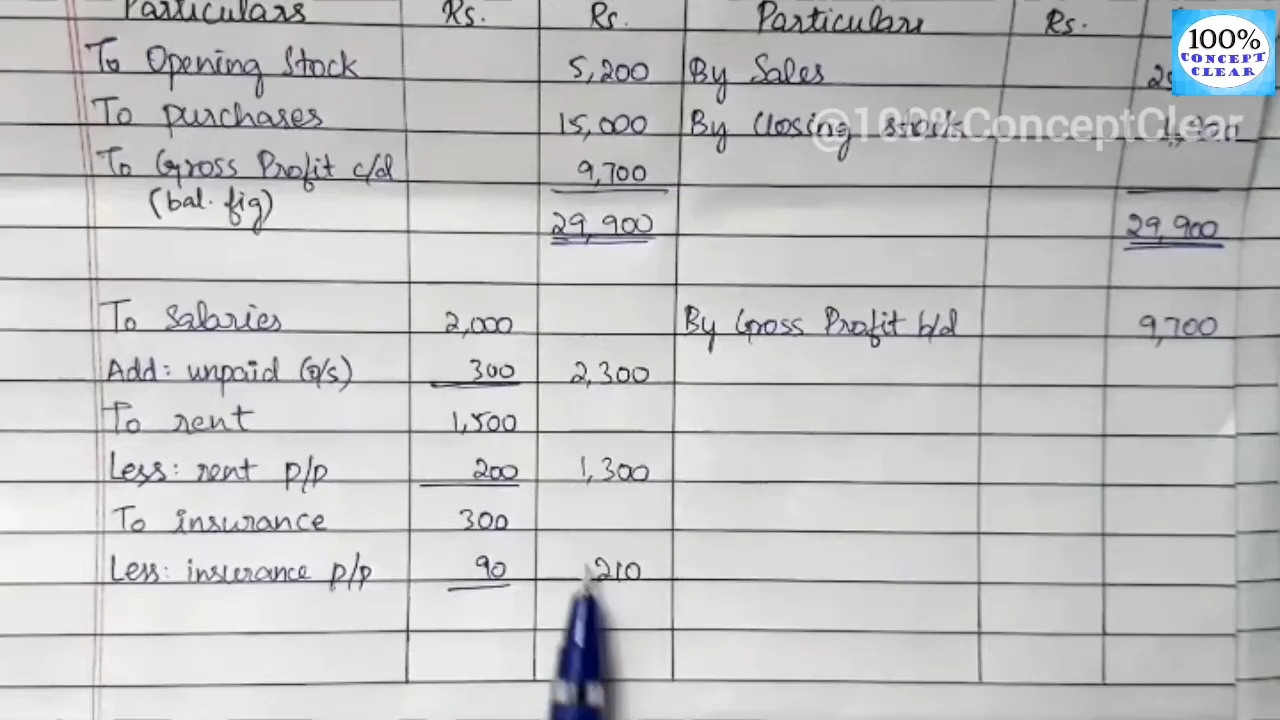 Particulars Rs. Rs. Particulars Rs.
100%
CONCEPT
CLEAR
To Opening Stock 5,200 By Sales
@100%ConceptClear
To purchases 15,000 By Closing stock
To Gross Profit c/d 9,700
(bal. fig)
29,900 29,900
To salaries 2,000 By Gross Profit b/d 9,700
Add: unpaid (o/s) 300 2,300
To rent 1,500
Less: rent p/p 200 1,300
To insurance 300
Less: insurance p/p 90 210